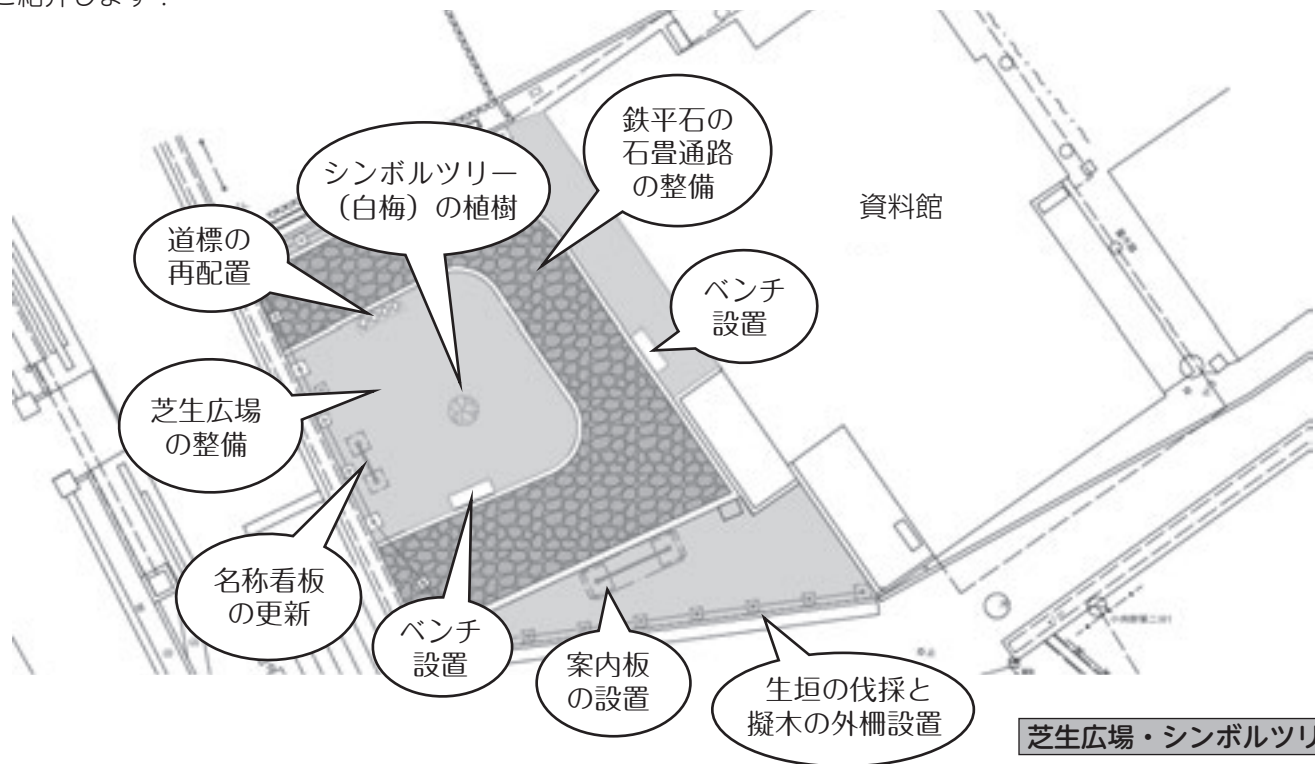 ご紹介します！
鉄平石の
石畳通路
の整備
シンボルツリー
（白梅）の植樹
資料館
道標の
再配置
ベンチ
設置
芝生広場
の整備
名称看板
の更新
ベンチ
設置
案内板
の設置
生垣の伐採と
擬木の外柵設置
芝生広場・シンボルツリ